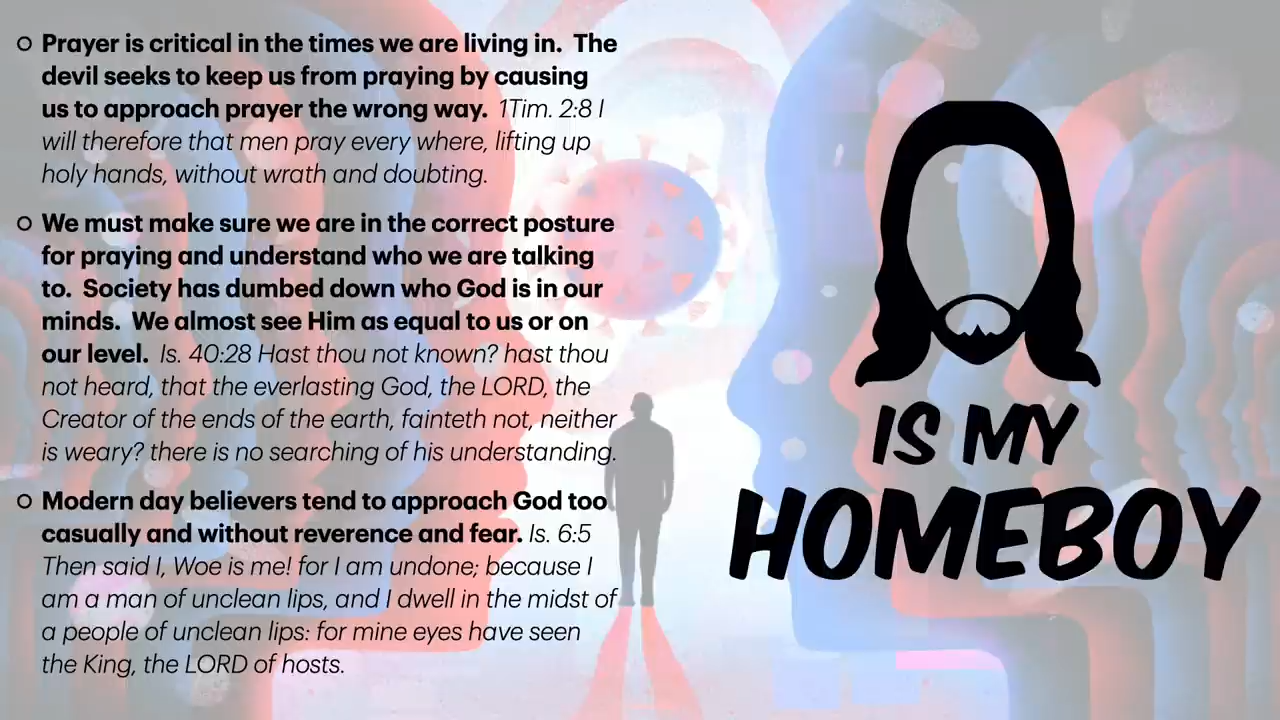 Prayer is critical in the times we are living in.  The
devil seeks to keep us from praying by causing
us to approach prayer the wrong way.  1Tim. 2:8 I
will therefore that men pray every where, lifting up
holy hands, without wrath and doubting.
We must make sure we are in the correct posture
for praying and understand who we are talking
to.  Society has dumbed down who God is in our
minds.  We almost see Him as equal to us or on
our level.  Is. 40:28 Hast thou not known? hast thou
not heard, that the everlasting God, the LORD, the
Creator of the ends of the earth, fainteth not, neither
is weary? there is no searching of his understanding.
Modern day believers tend to approach God too
casually and without reverence and fear. Is. 6:5
Then said I, Woe is me! for I am undone; because I
am a man of unclean lips, and I dwell in the midst of
a people of unclean lips: for mine eyes have seen
the King, the LORD of hosts.
IS MY
HOMEBOY